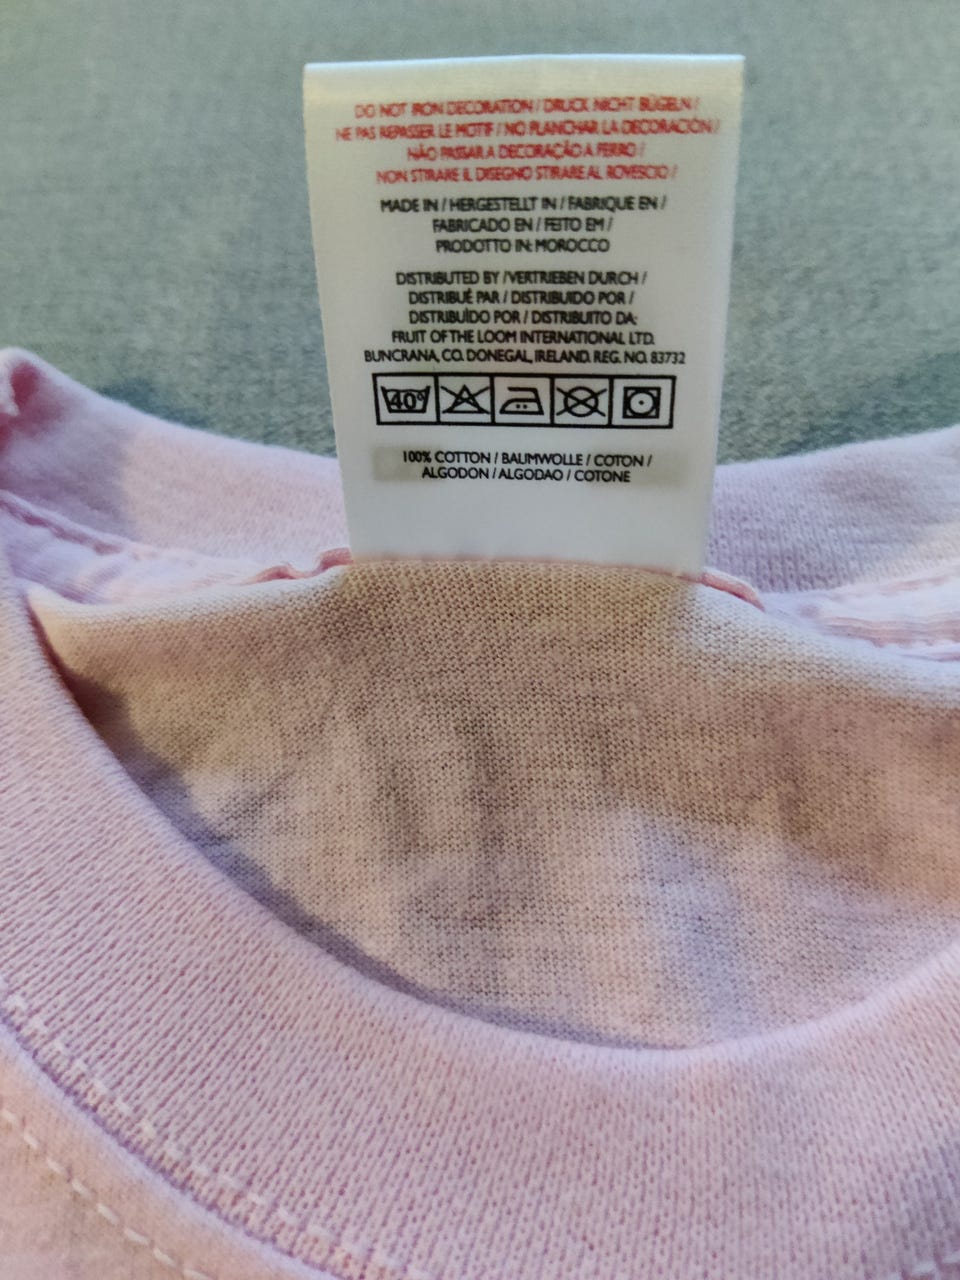 DO NOT IRON DECORATION / DRUCK NICHT BÜGELN /
NE PAS REPASSER LE MOTIF / NO PLANCHAR LA DECORACIÓN /
NÃO PASSAR A DECORAÇÃO A FERRO /
NON STIRARE IL DISEGNO STIRARE AL ROVESCIO /
MADE IN / HERGESTELLT IN / FABRIQUE EN /
FABRICADO EN / FEITO EM /
PRODOTTO IN: MOROCCO
DISTRIBUTED BY /VERTRIEBEN DURCH /
DISTRIBUÉ PAR / DISTRIBUIDO POR /
DISTRIBUÍDO POR / DISTRIBUITO DA:
FRUIT OF THE LOOM INTERNATIONAL LTD.
BUNCRANA, CO. DONEGAL, IRELAND. REG. NO. 83732
40°
100% COTTON / BAUMWOLLE / COTON /
ALGODON / ALGODAO / COTONE